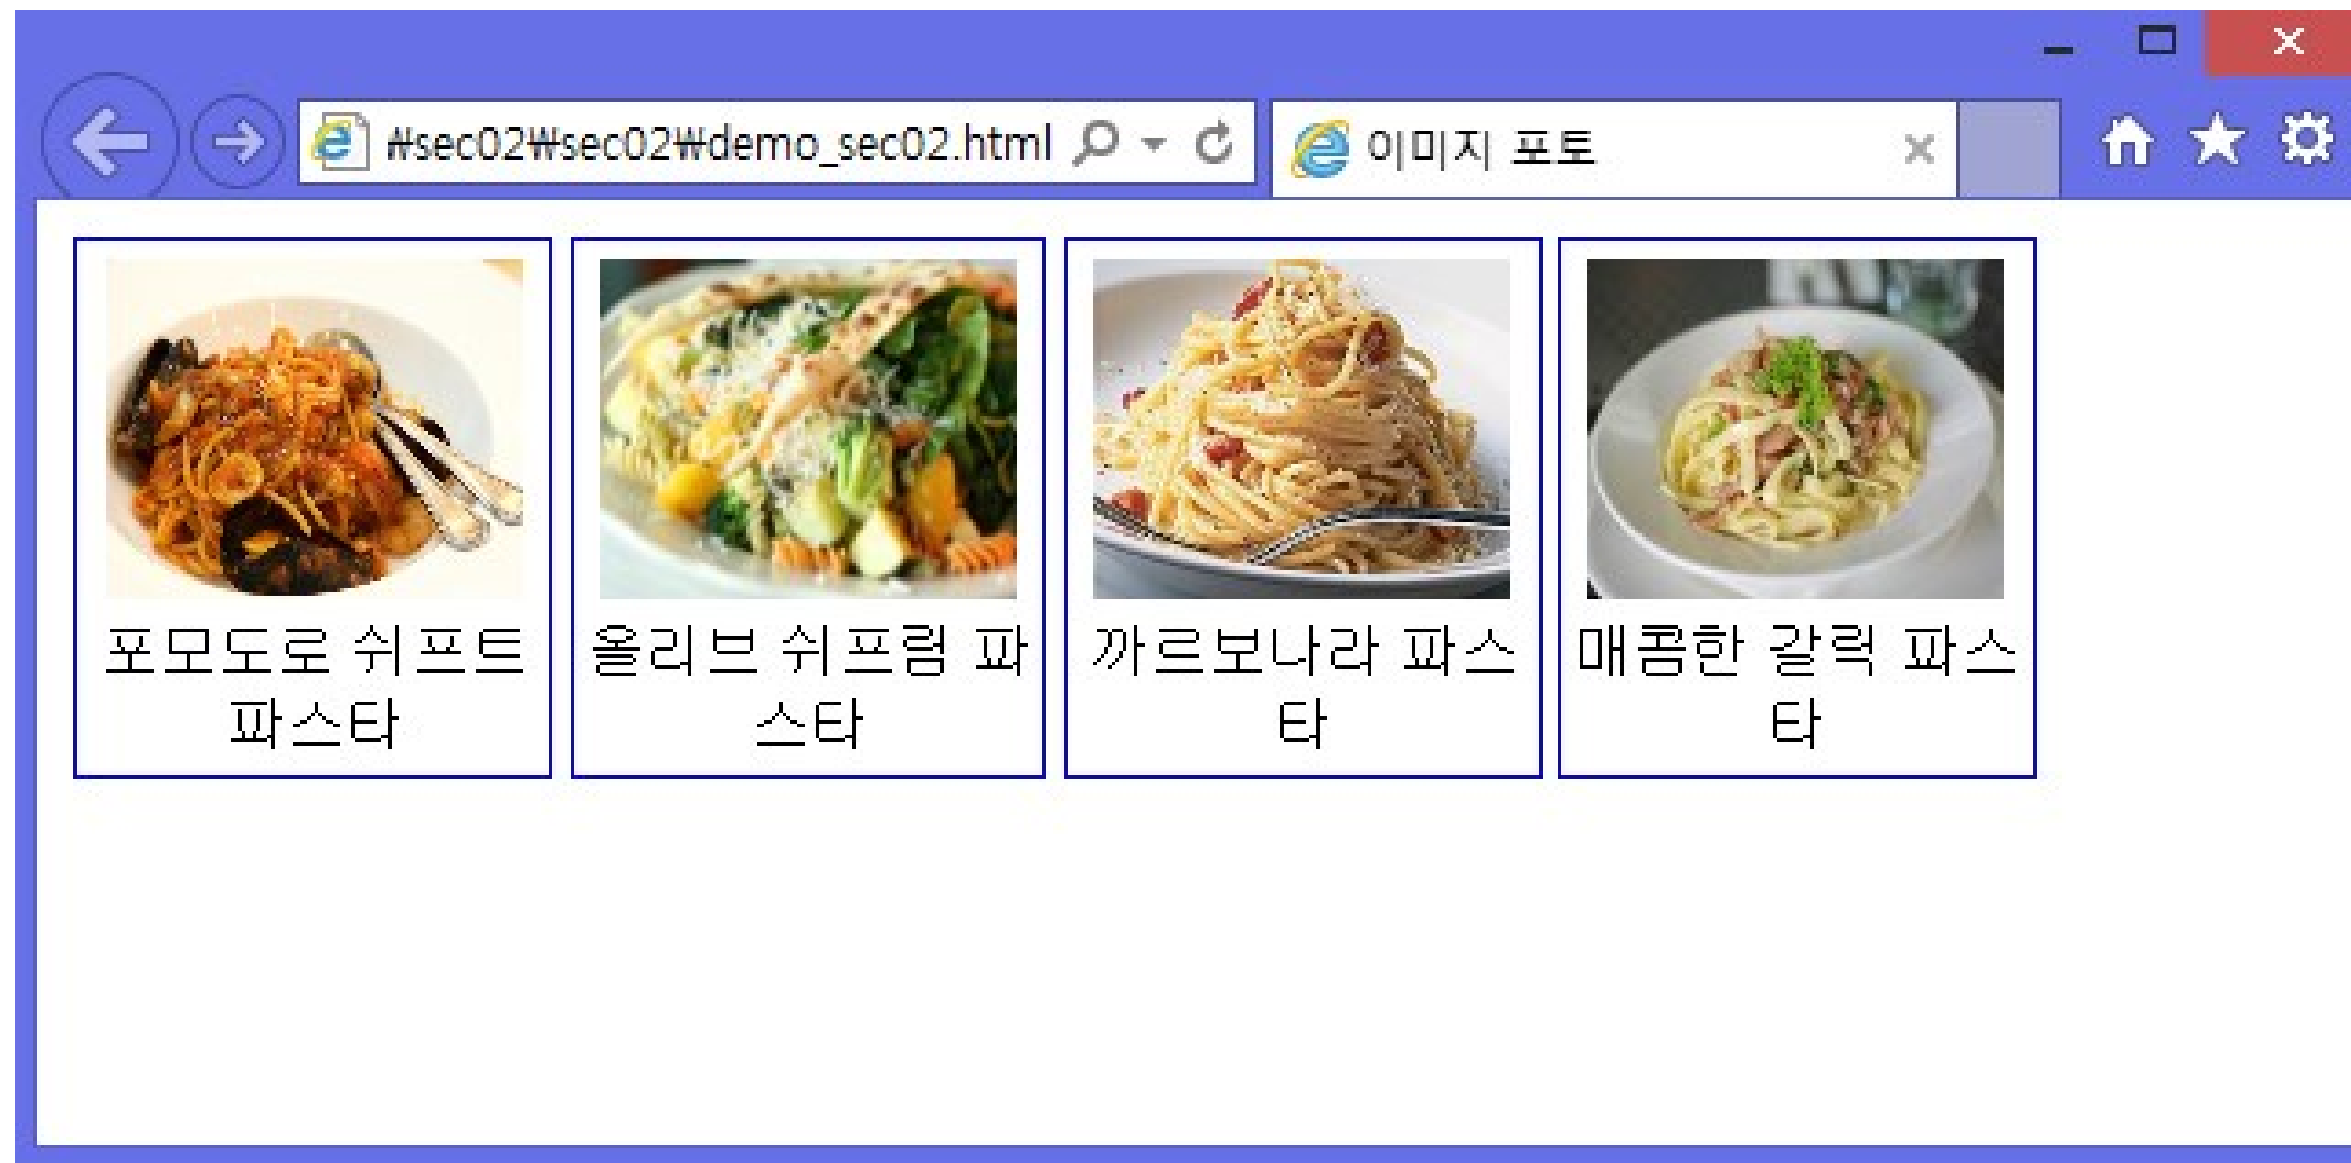 ₩sec02₩sec02₩demo_sec02.html
이미지 포토
포모도로 쉬프트
파스타
올리브 쉬프림 파
스타
까르보나라 파스
타
매콤한 갈릭 파스
타